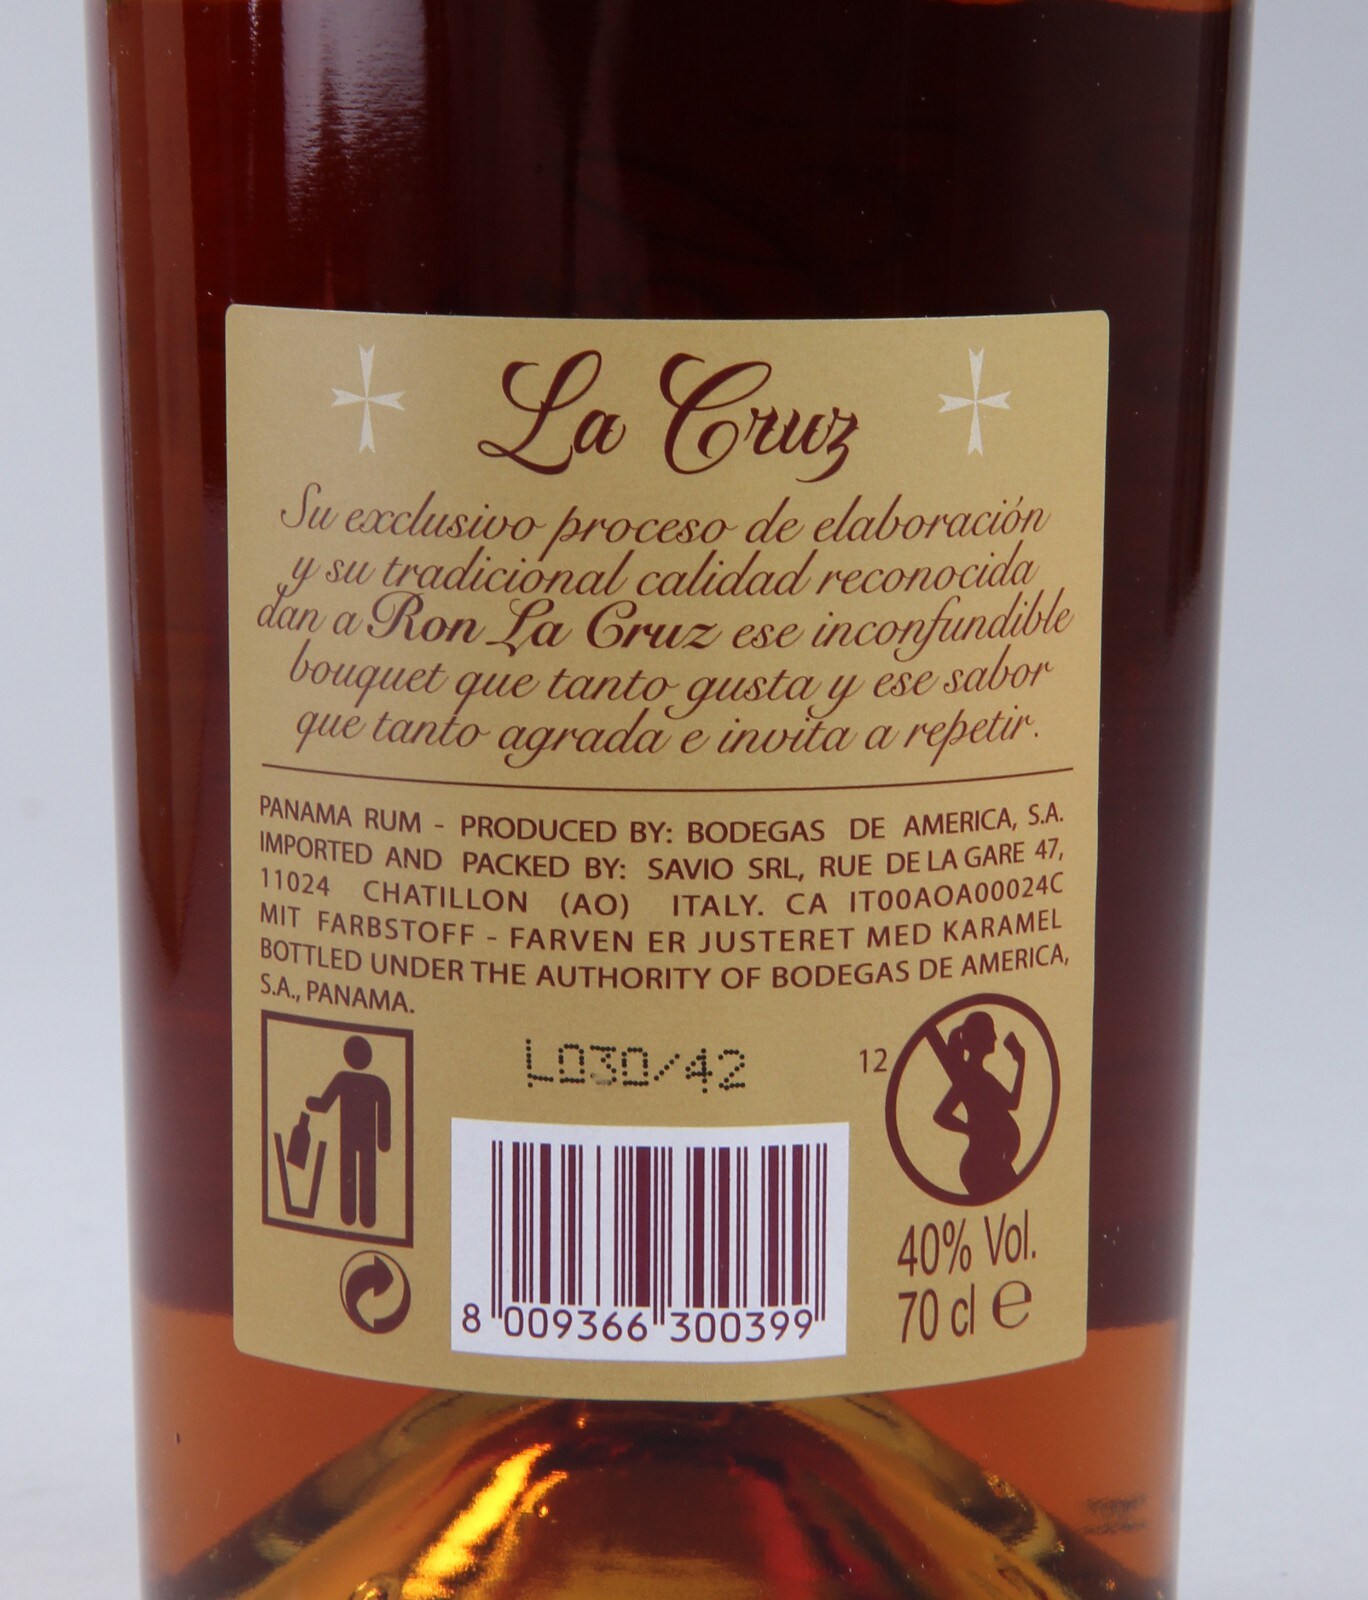 La Cruz
Su exclusivo proceso de elaboración
y su tradicional calidad reconocida
dan a Ron La Cruz ese inconfundible
bouquet que tanto gusta y ese sabor
que tanto agrada e invita a repetir.
PANAMA RUM - PRODUCED BY: BODEGAS DE AMERICA, S.A.
IMPORTED AND PACKED BY: SAVIO SRL, RUE DE LA GARE 47,
11024 CHATILLON (AO) ITALY. CA IT00AOA00024C
MIT FARBSTOFF - FARVEN ER JUSTERET MED KARAMEL
BOTTLED UNDER THE AUTHORITY OF BODEGAS DE AMERICA,
S.A., PANAMA.
L030/42
12
40% Vol.
70 cl e
8 009366 300399